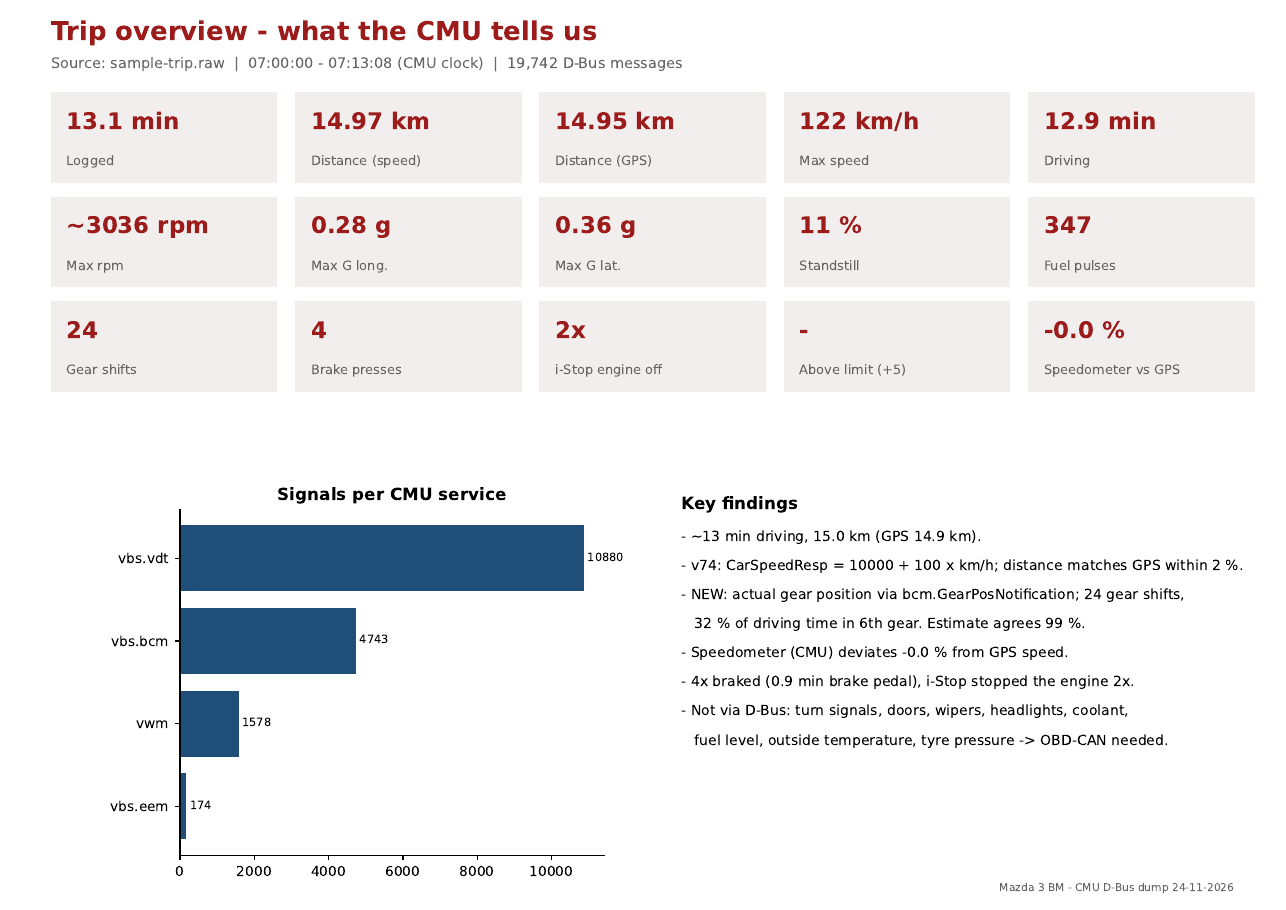 Trip overview - what the CMU tells us
Source: sample-trip.raw | 07:00:00 - 07:13:08 (CMU clock) | 19,742 D-Bus messages
13.1 min
Logged
14.97 km
Distance (speed)
14.95 km
Distance (GPS)
122 km/h
Max speed
12.9 min
Driving
~3036 rpm
Max rpm
0.28 g
Max G long.
0.36 g
Max G lat.
11 %
Standstill
347
Fuel pulses
24
Gear shifts
4
Brake presses
2x
i-Stop engine off
-
Above limit (+5)
-0.0 %
Speedometer vs GPS
Signals per CMU service
vbs.vdt
10880
vbs.bcm
4743
vwm
1578
vbs.eem
174
0 2000 4000 6000 8000 10000
Key findings
- ~13 min driving, 15.0 km (GPS 14.9 km).
- v74: CarSpeedResp = 10000 + 100 x km/h; distance matches GPS within 2 %.
- NEW: actual gear position via bcm.GearPosNotification; 24 gear shifts,
32 % of driving time in 6th gear. Estimate agrees 99 %.
- Speedometer (CMU) deviates -0.0 % from GPS speed.
- 4x braked (0.9 min brake pedal), i-Stop stopped the engine 2x.
- Not via D-Bus: turn signals, doors, wipers, headlights, coolant,
fuel level, outside temperature, tyre pressure -> OBD-CAN needed.
Mazda 3 BM - CMU D-Bus dump 24-11-2026